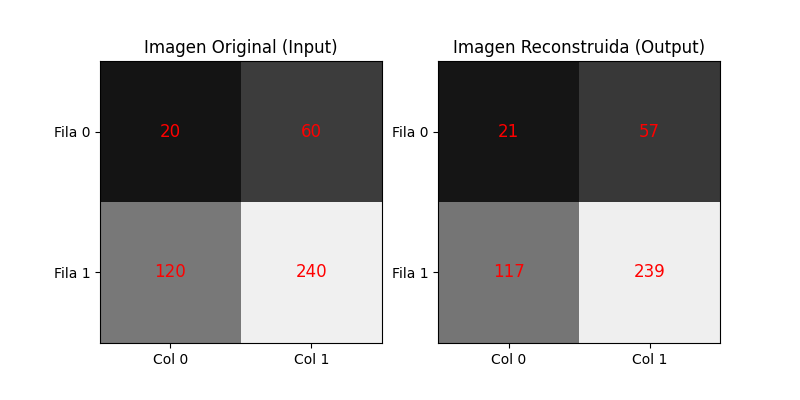 Imagen Original (Input)
Imagen Reconstruida (Output)
Fila 0
20
60
Fila 1
120
240
Col 0
Col 1
Fila 0
21
57
Fila 1
117
239
Col 0
Col 1